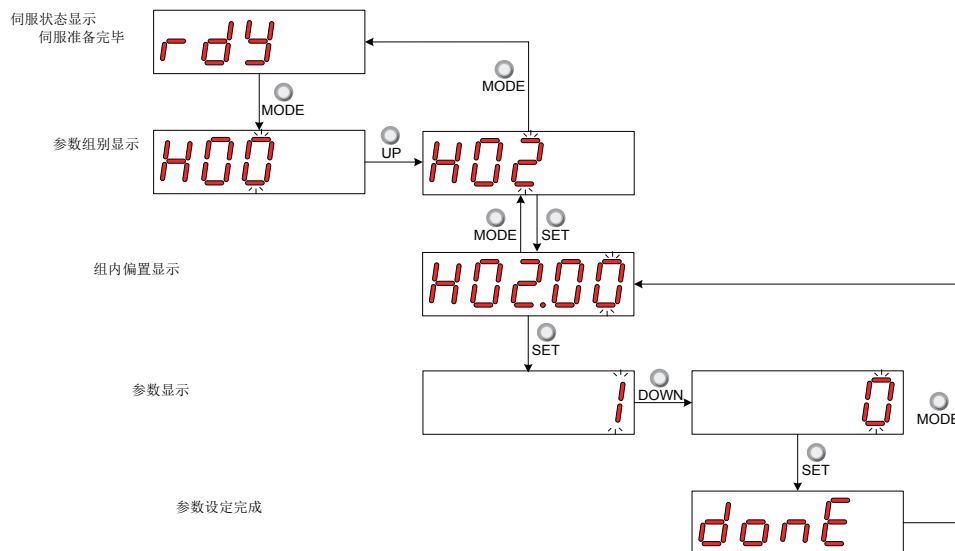 伺服状态显示
伺服准备完毕
rdy
MODE
MODE
参数组别显示
H00
UP
H02
MODE
SET
组内偏置显示
H02.00
SET
参数显示
1
DOWN
0
MODE
SET
参数设定完成
donE